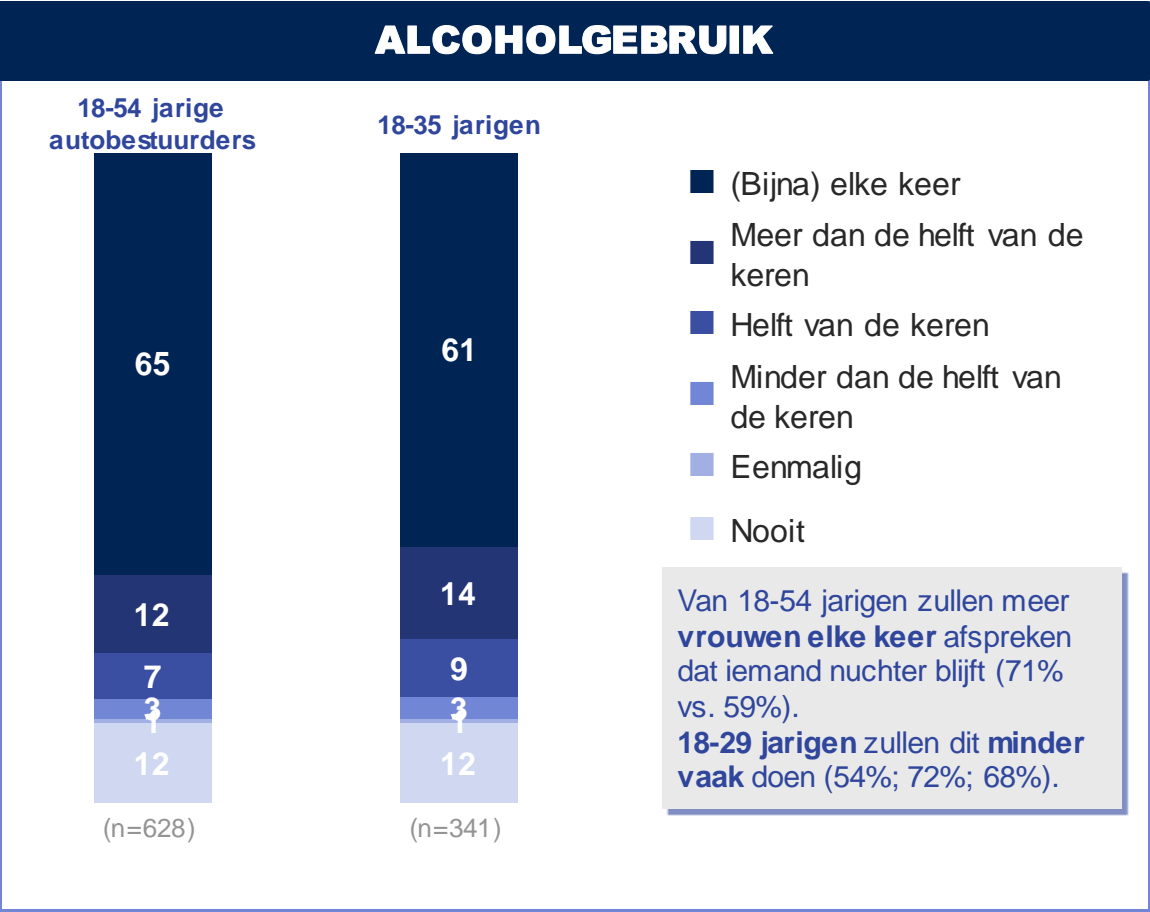 ALCOHOLGEBRUIK
18-54 jarige
autobestuurders
18-35 jarigen
65
12
7
3
1
12
(n=628)
61
14
9
3
1
12
(n=341)
(Bijna) elke keer
Meer dan de helft van de
keren
Helft van de keren
Minder dan de helft van
de keren
Eenmalig
Nooit
Van 18-54 jarigen zullen meer
vrouwen elke keer afspreken
dat iemand nuchter blijft (71%
vs. 59%).
18-29 jarigen zullen dit minder
vaak doen (54%; 72%; 68%).